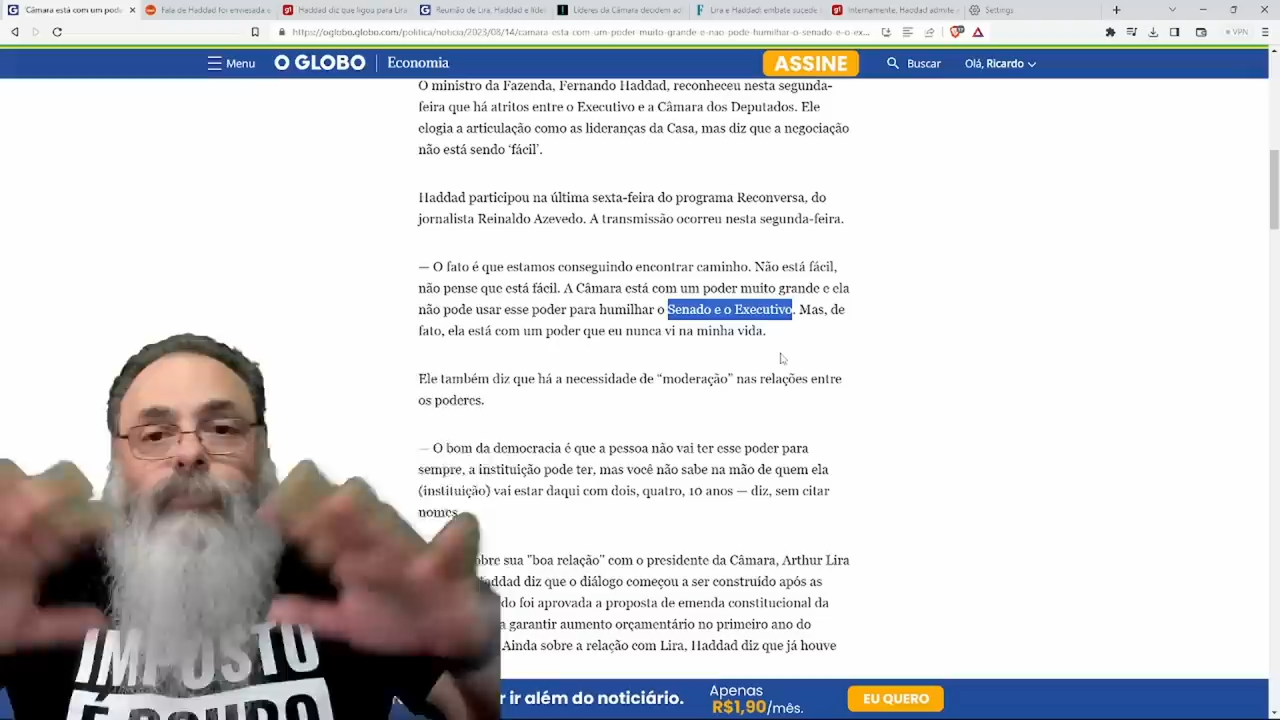 'Câmara está com um pode
Fala de Haddad foi envesada e
Haddad diz que ligou para Lira
Reunião de Lira, Haddad e líde
Líderes da Câmara decidem ad
Lira e Haddad: embate sucede
Internamente, Haddad admite
Settings
https://oglobo.globo.com/politica/noticia/2023/08/14/camara-esta-com-um-poder-muito-grande-e-nao-pode-humilhar-o-senado-e-o-ex...
VPN
Menu
O GLOBO
Economia
ASSINE
Buscar
Olá, Ricardo
O ministro da Fazenda, Fernando Haddad, reconheceu nesta segunda-
feira que há atritos entre o Executivo e a Câmara dos Deputados. Ele
elogia a articulação como as lideranças da Casa, mas diz que a negociação
não está sendo ‘fácil’.
Haddad participou na última sexta-feira do programa Reconversa, do
jornalista Reinaldo Azevedo. A transmissão ocorreu nesta segunda-feira.
— O fato é que estamos conseguindo encontrar caminho. Não está fácil,
não pense que está fácil. A Câmara está com um poder muito grande e ela
não pode usar esse poder para humilhar o Senado e o Executivo. Mas, de
fato, ela está com um poder que eu nunca vi na minha vida.
Ele também diz que há a necessidade de “moderação” nas relações entre
os poderes.
— O bom da democracia é que a pessoa não vai ter esse poder para
sempre, a instituição pode ter, mas você não sabe na mão de quem ela
(instituição) vai estar daqui com dois, quatro, 10 anos — diz, sem citar
nomes.
obre sua "boa relação" com o presidente da Câmara, Arthur Lira
addad diz que o diálogo começou a ser construído após as
do foi aprovada a proposta de emenda constitucional da
a garantir aumento orçamentário no primeiro ano do
Ainda sobre a relação com Lira, Haddad diz que já houve
r ir além do noticiário.
Apenas
R$1,90/mês.
EU QUERO
IMPOSTO
É ROUBO